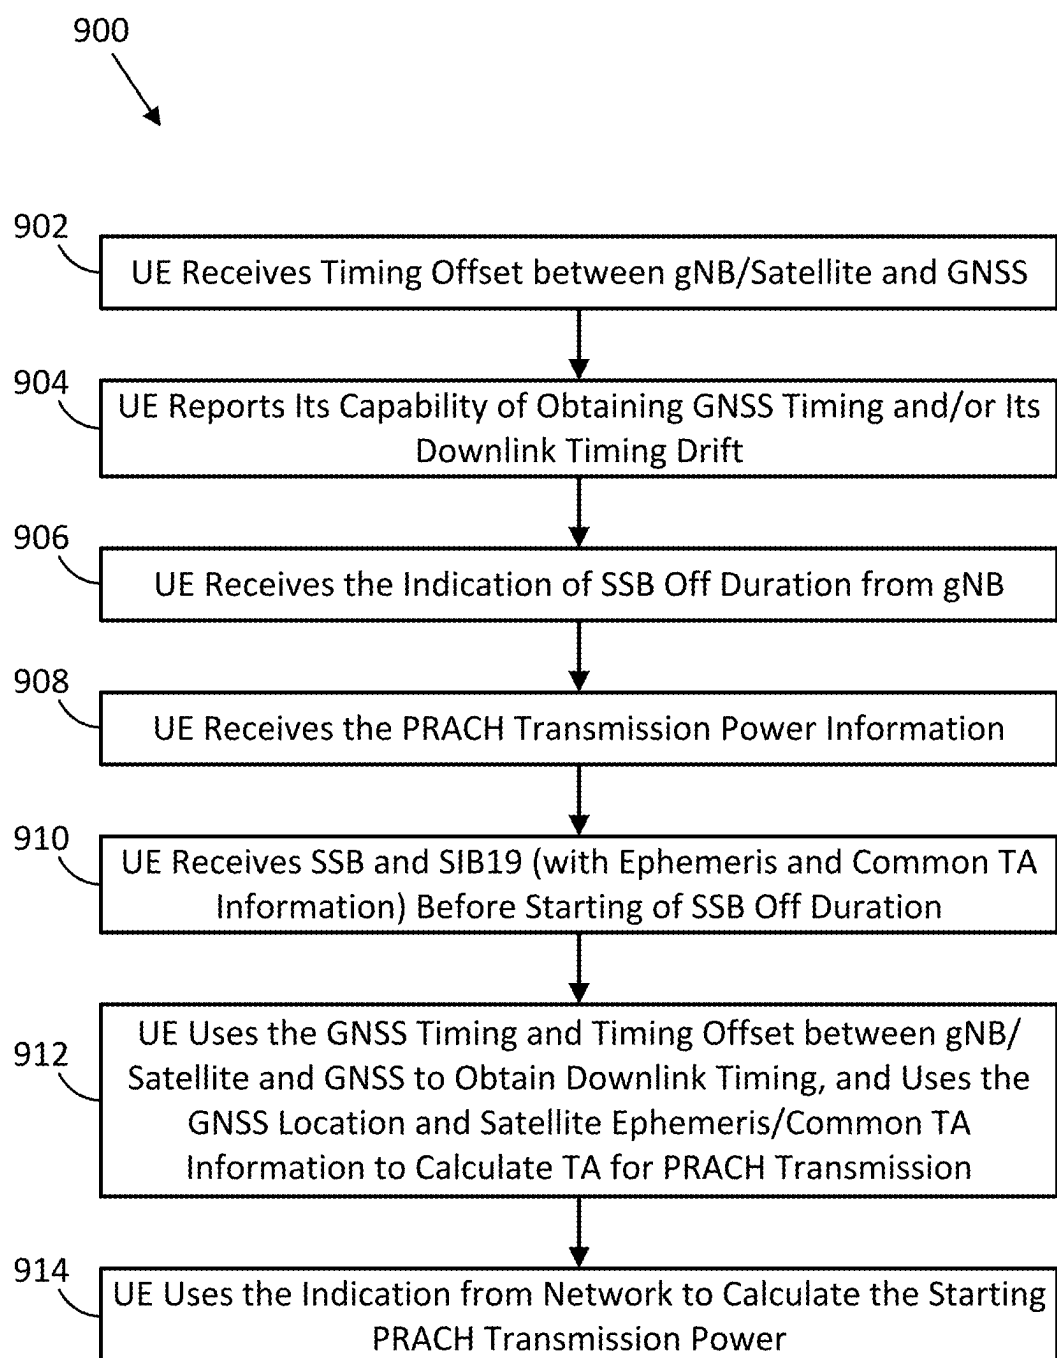 900
902
UE Receives Timing Offset between gNB/Satellite and GNSS
904
UE Reports Its Capability of Obtaining GNSS Timing and/or Its
Downlink Timing Drift
906
UE Receives the Indication of SSB Off Duration from gNB
908
UE Receives the PRACH Transmission Power Information
910
UE Receives SSB and SIB19 (with Ephemeris and Common TA
Information) Before Starting of SSB Off Duration
912
UE Uses the GNSS Timing and Timing Offset between gNB/
Satellite and GNSS to Obtain Downlink Timing, and Uses the
GNSS Location and Satellite Ephemeris/Common TA
Information to Calculate TA for PRACH Transmission
914
UE Uses the Indication from Network to Calculate the Starting
PRACH Transmission Power